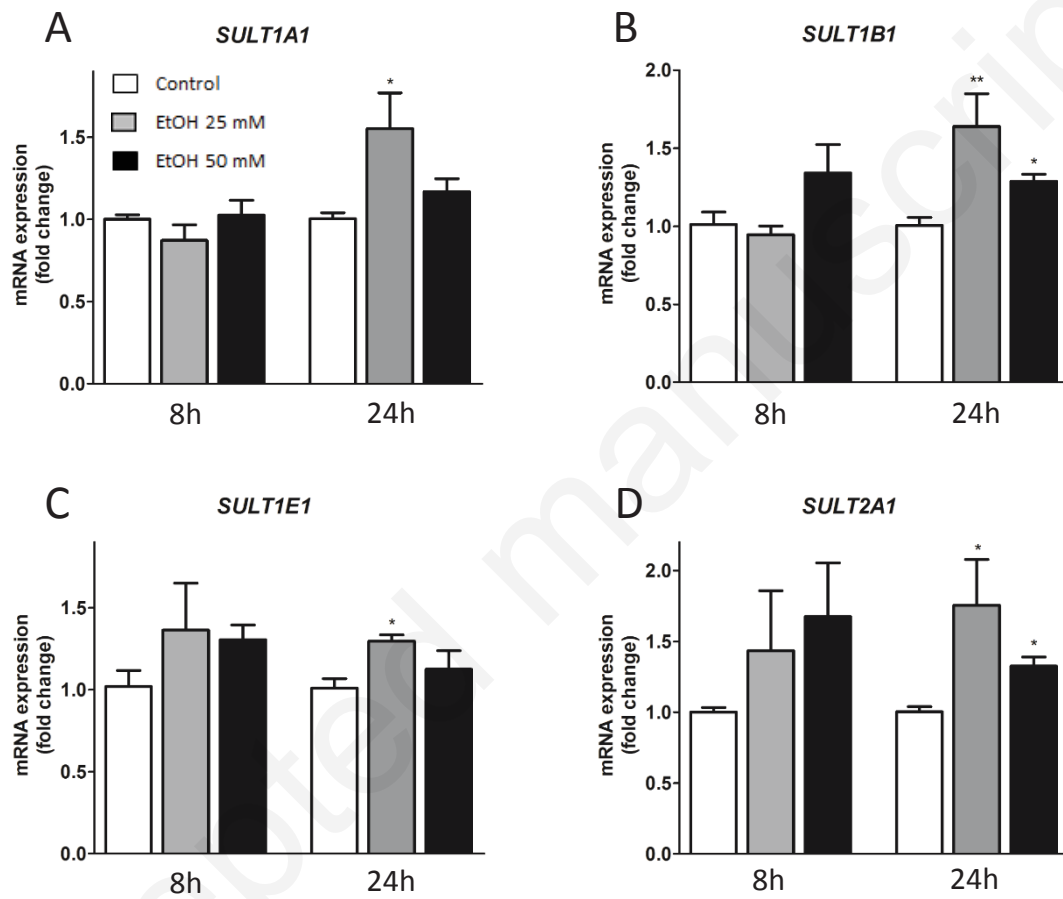 A
SULT1A1
mRNA expression
(fold change)
1.5
1.0
0.5
0.0
Control
EtOH 25 mM
EtOH 50 mM
*
8h
24h
B
SULT1B1
mRNA expression
(fold change)
2.0
1.5
1.0
0.5
0.0
**
*
8h
24h
C
SULT1E1
mRNA expression
(fold change)
1.5
1.0
0.5
0.0
*
8h
24h
D
SULT2A1
mRNA expression
(fold change)
2.0
1.5
1.0
0.5
0.0
*
*
8h
24h
pted manuscrip